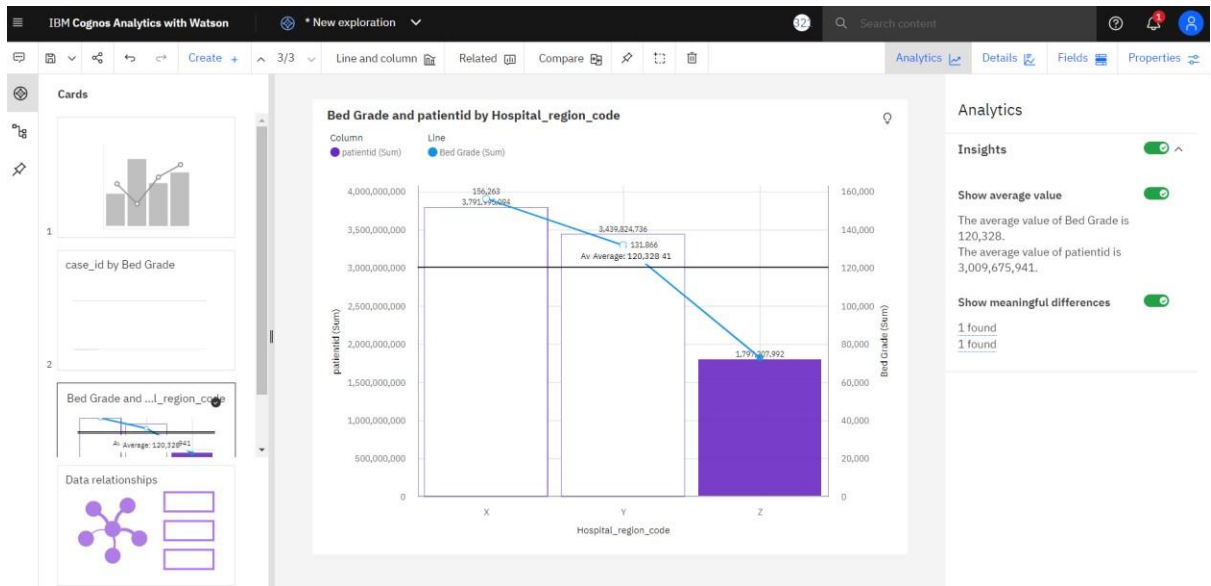 IBM Cognos Analytics with Watson
* New exploration
32
Search content
1
Create +
3/3
Line and column
Related
Compare
Analytics
Details
Fields
Properties
Cards
1
case_id by Bed Grade
2
Bed Grade and ...l_region_code
Average: 120,328
Data relationships
Bed Grade and patientid by Hospital_region_code
Column
Line
patientid (Sum)
Bed Grade (Sum)
4,000,000,000
3,500,000,000
3,000,000,000
2,500,000,000
2,000,000,000
1,500,000,000
1,000,000,000
500,000,000
0
patientid (Sum)
156,263
3,439,824,736
131,866
Av Average: 120,328 41
160,000
140,000
120,000
100,000
80,000
60,000
40,000
20,000
0
Bed Grade (Sum)
X
Y
Z
Hospital_region_code
Analytics
Insights
Show average value
The average value of Bed Grade is
120,328.
The average value of patientid is
3,009,675,941.
Show meaningful differences
1 found
1 found